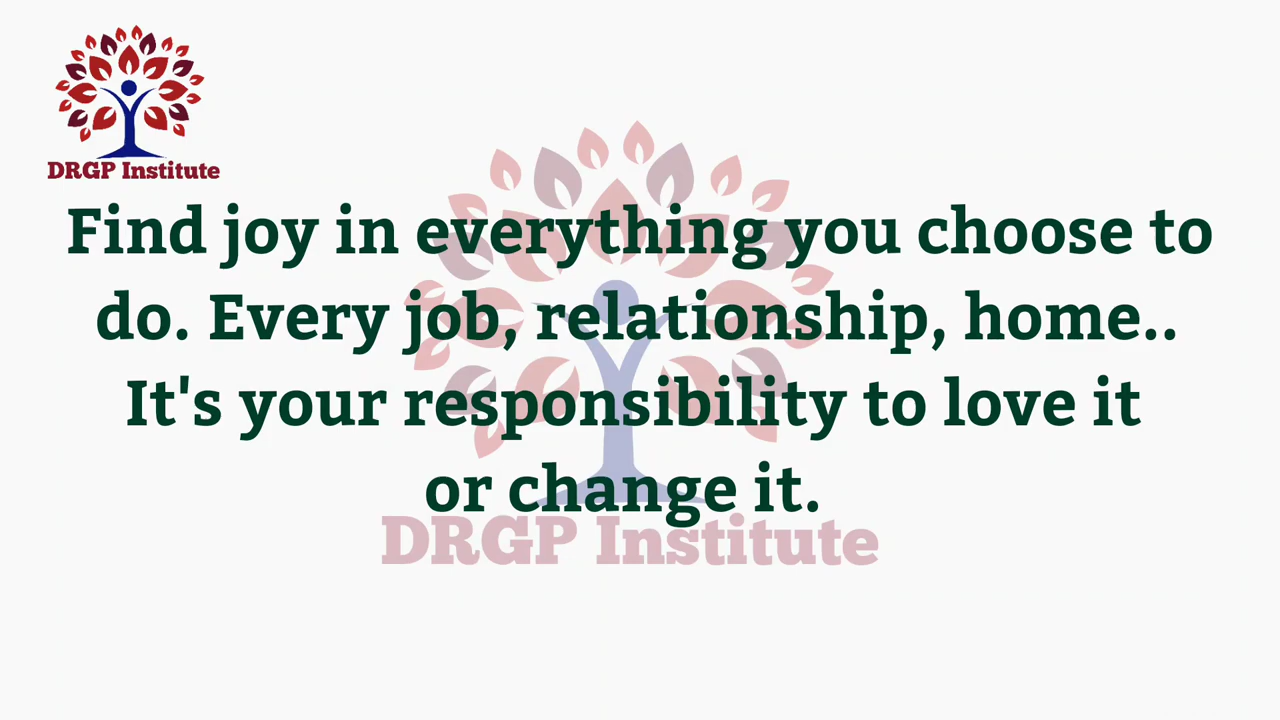 DRGP Institute
Find joy in everything you choose to
do. Every job, relationship, home..
It's your responsibility to love it
or change it.
DRGP Institute